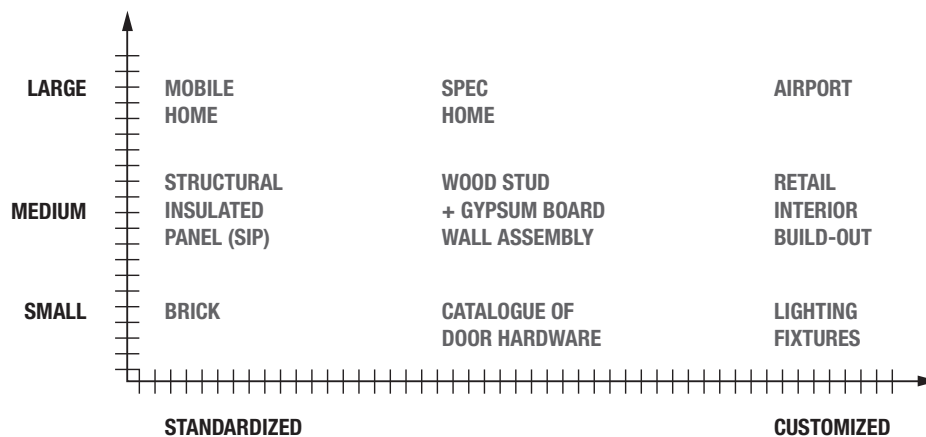 LARGE
MOBILE
HOME
SPEC
HOME
AIRPORT
MEDIUM
STRUCTURAL
INSULATED
PANEL (SIP)
WOOD STUD
+ GYPSUM BOARD
WALL ASSEMBLY
RETAIL
INTERIOR
BUILD-OUT
SMALL
BRICK
CATALOGUE OF
DOOR HARDWARE
LIGHTING
FIXTURES
STANDARDIZED
CUSTOMIZED